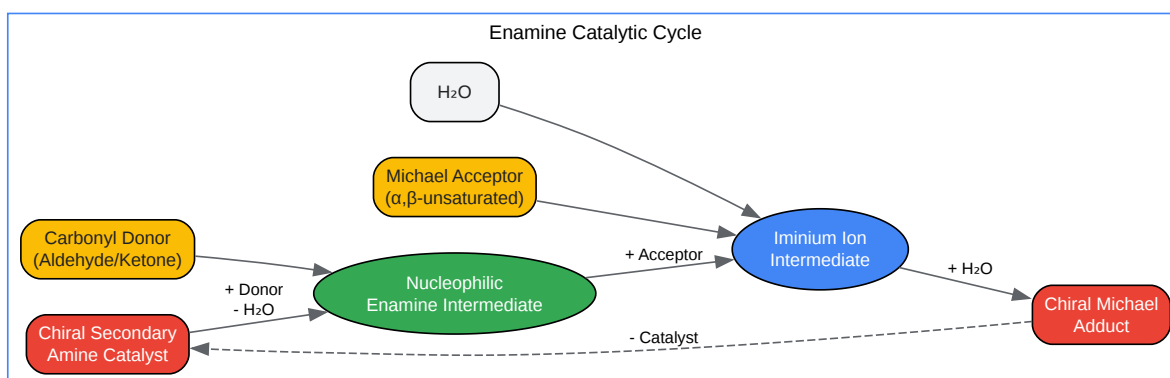 Enamine Catalytic Cycle
H₂O
Michael Acceptor
(α,β-unsaturated)
Carbonyl Donor
(Aldehyde/Ketone)
+ Donor
- H₂O
Chiral Secondary
Amine Catalyst
Nucleophilic
Enamine Intermediate
+ Acceptor
Iminium Ion
Intermediate
+ H₂O
Chiral Michael
Adduct
- Catalyst